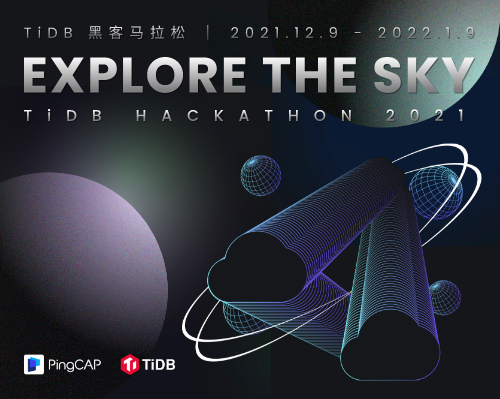 TiDB 黑客马拉松 | 2021.12.9 - 2022.1.9
EXPLORE THE SKY
TiDB HACKATHON 2021
PingCAP
TiDB